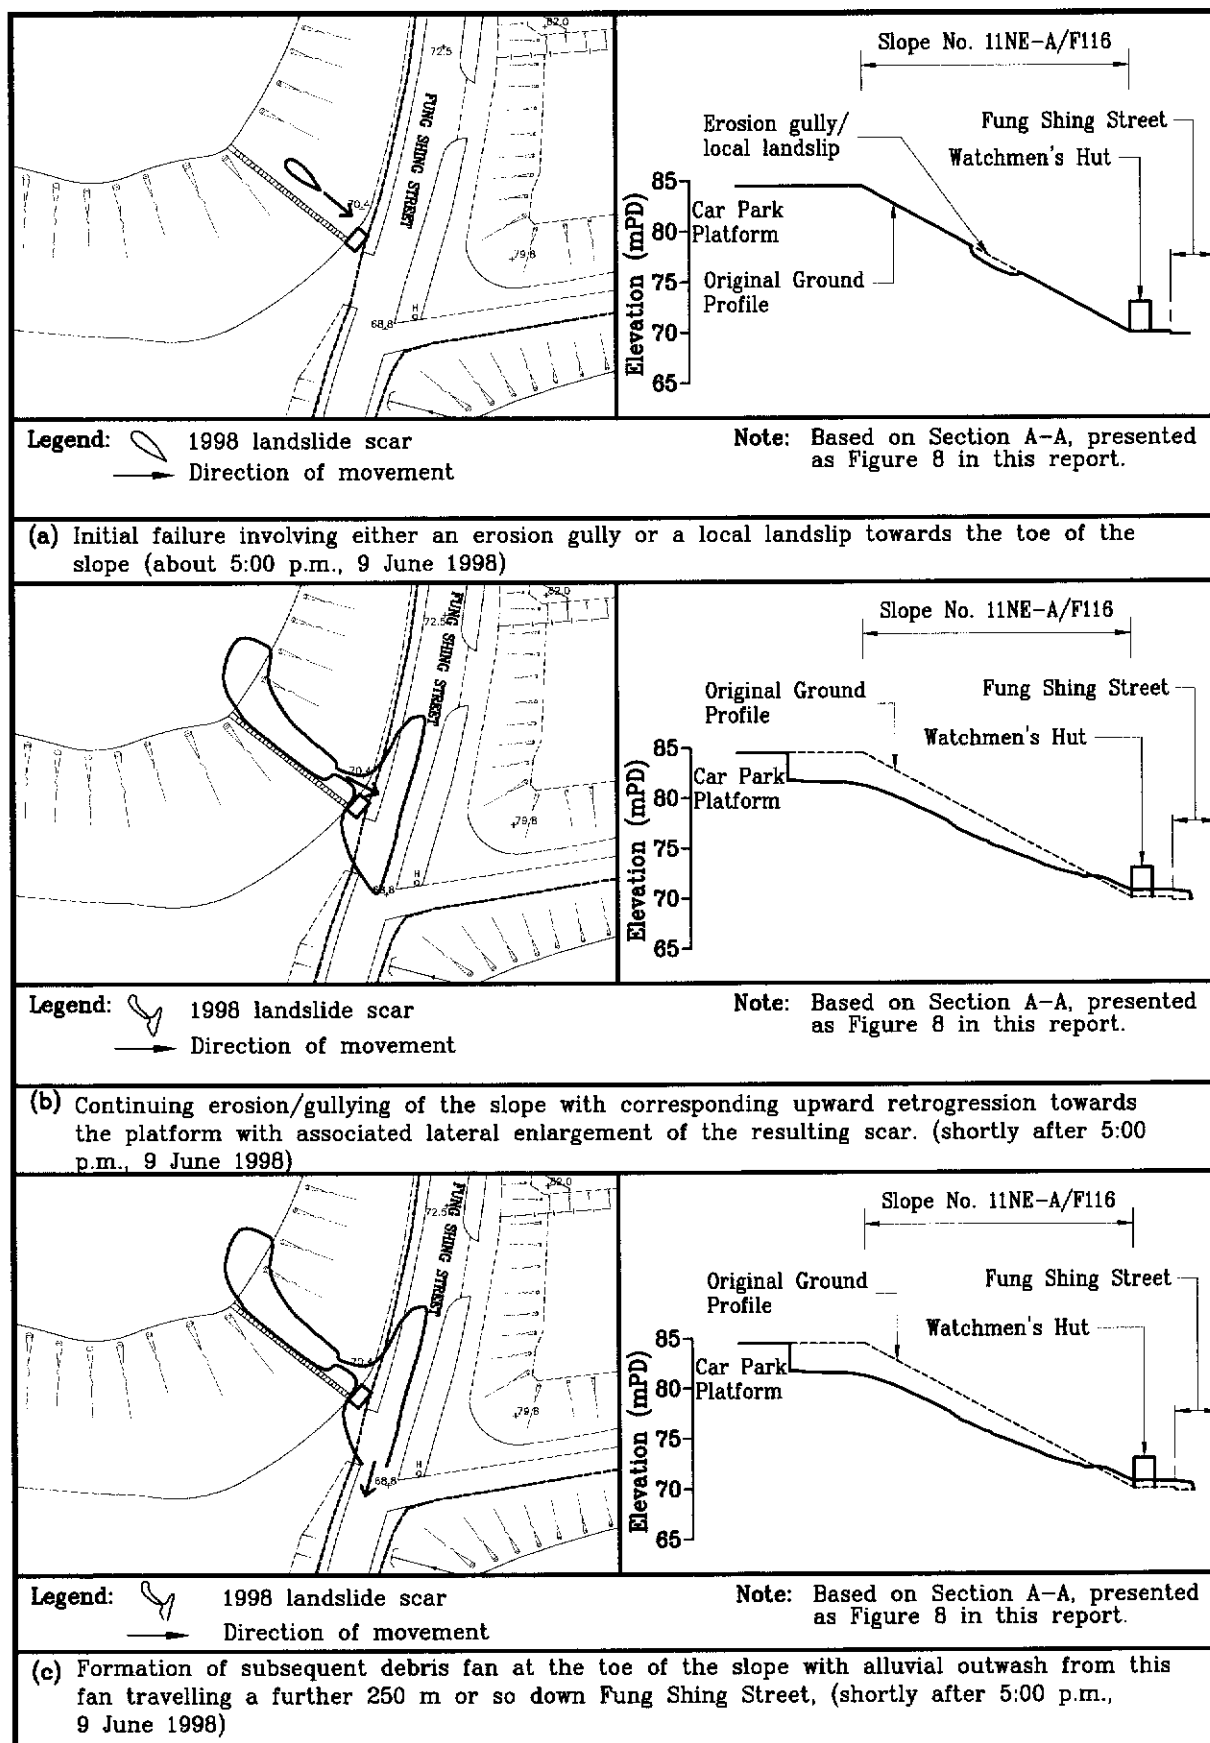 82.0
72.5
FUNG SHING STREET
70.4
79.8
H
68.8
Slope No. 11NE-A/F116
Fung Shing Street
Erosion gully/
local landslip
Watchmen's Hut
Elevation (mPD)
85
80
75
70
65
Car Park
Platform
Original Ground
Profile
Legend:
1998 landslide scar
Direction of movement
Note: Based on Section A-A, presented
as Figure 8 in this report.
(a) Initial failure involving either an erosion gully or a local landslip towards the toe of the
slope (about 5:00 p.m., 9 June 1998)
82.0
72.5
FUNG SHING STREET
70.4
79.8
H
68.8
Slope No. 11NE-A/F116
Original Ground
Profile
Fung Shing Street
Watchmen's Hut
Elevation (mPD)
85
80
75
70
65
Car Park
Platform
Legend:
1998 landslide scar
Direction of movement
Note: Based on Section A-A, presented
as Figure 8 in this report.
(b) Continuing erosion/gullying of the slope with corresponding upward retrogression towards
the platform with associated lateral enlargement of the resulting scar. (shortly after 5:00
p.m., 9 June 1998)
82.0
72.5
FUNG SHING STREET
70.4
79.8
H
68.8
Slope No. 11NE-A/F116
Original Ground
Profile
Fung Shing Street
Watchmen's Hut
Elevation (mPD)
85
80
75
70
65
Car Park
Platform
Legend:
1998 landslide scar
Direction of movement
Note: Based on Section A-A, presented
as Figure 8 in this report.
(c) Formation of subsequent debris fan at the toe of the slope with alluvial outwash from this
fan travelling a further 250 m or so down Fung Shing Street, (shortly after 5:00 p.m.,
9 June 1998)